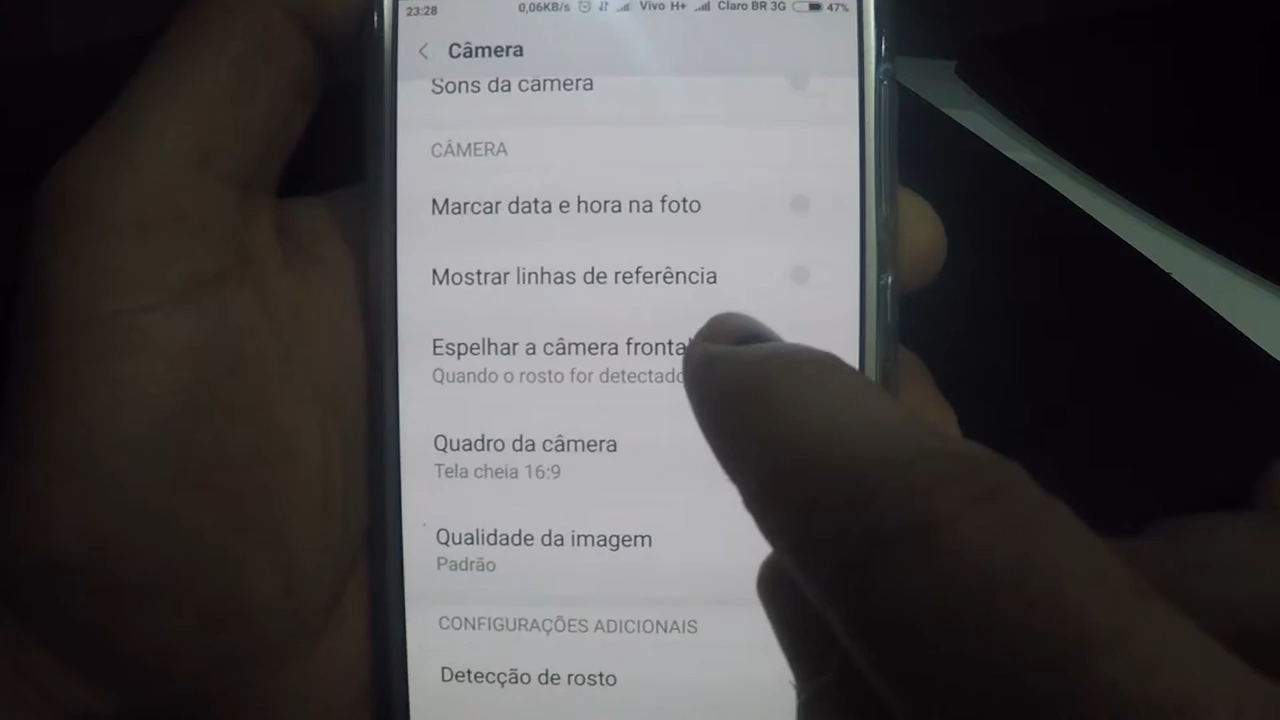 23:28 0,06KB/s Vivo H+ Claro BR 3G 47%
Câmera
Sons da câmera
CÂMERA
Marcar data e hora na foto
Mostrar linhas de referência
Espelhar a câmera frontal
Quando o rosto for detectado
Quadro da câmera
Tela cheia 16:9
Qualidade da imagem
Padrão
CONFIGURAÇÕES ADICIONAIS
Detecção de rosto